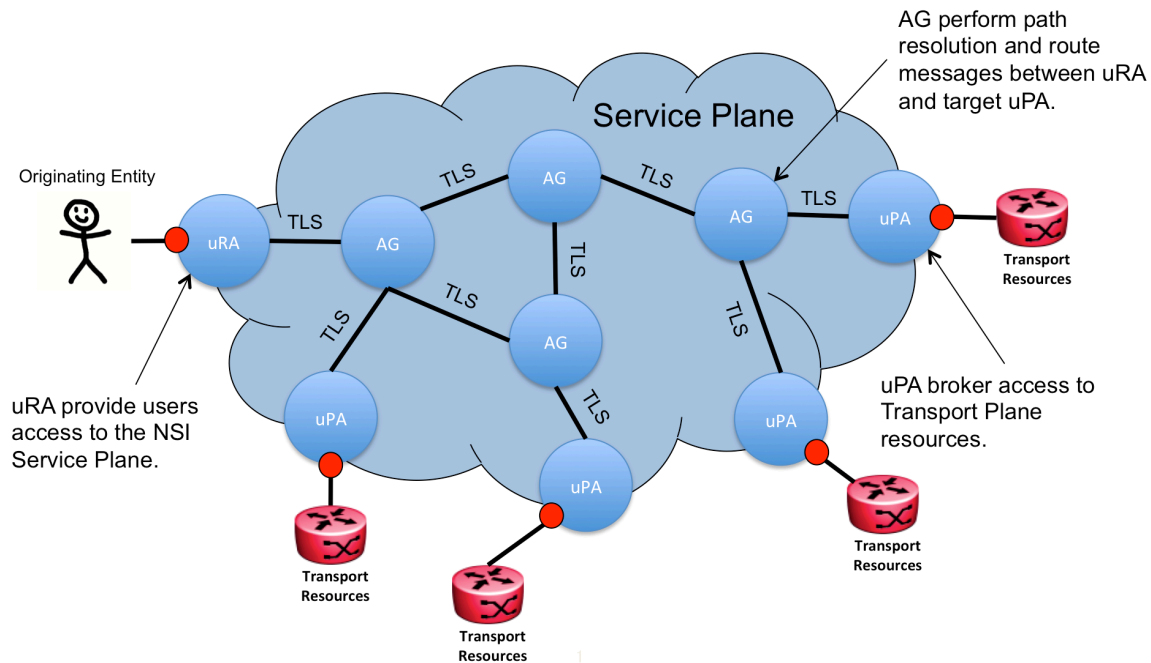 AG perform path
resolution and route
messages between uRA
and target uPA.
Service Plane
Originating Entity
TLS
TLS
TLS
TLS
AG
AG
uPA
uRA
AG
AG
TLS
TLS
TLS
TLS
TLS
AG
Transport
Resources
uRA provide users
access to the NSI
Service Plane.
uPA
uPA
uPA
uPA broker access to
Transport Plane
resources.
Transport
Resources
Transport
Resources
Transport
Resources